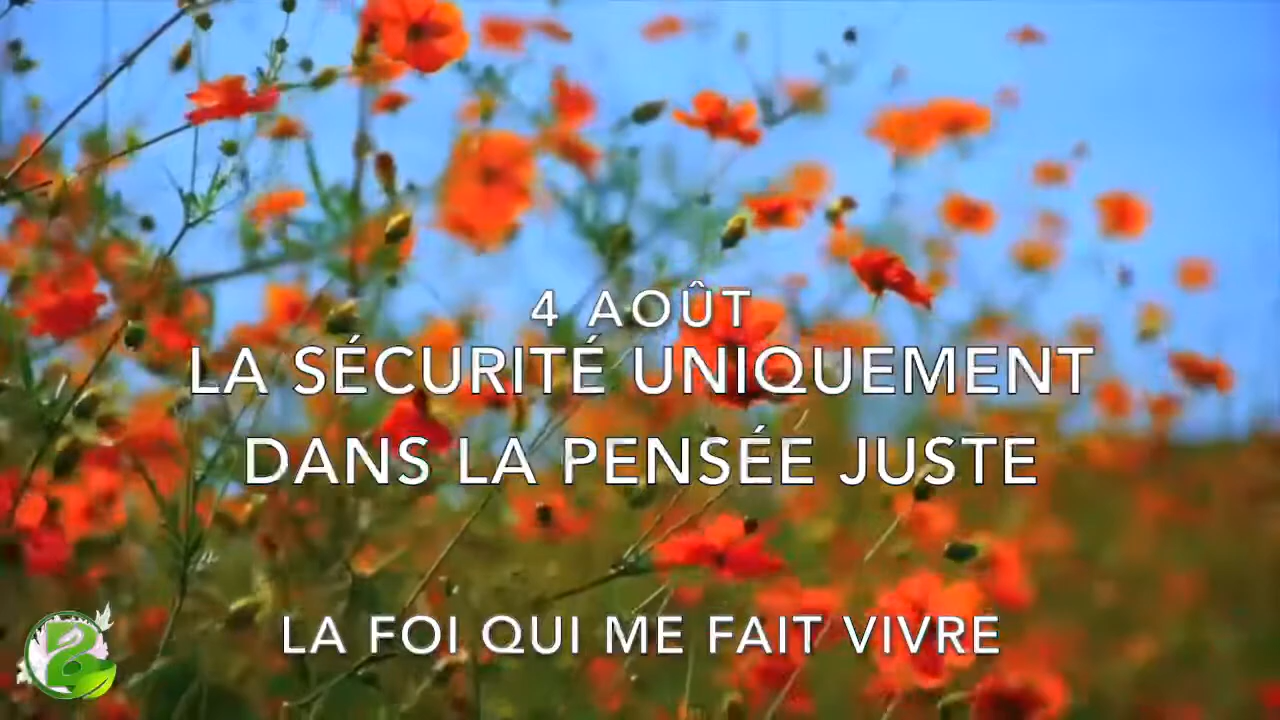 4 AOÛT
LA SÉCURITÉ UNIQUEMENT
DANS LA PENSÉE JUSTE
LA FOI QUI ME FAIT VIVRE